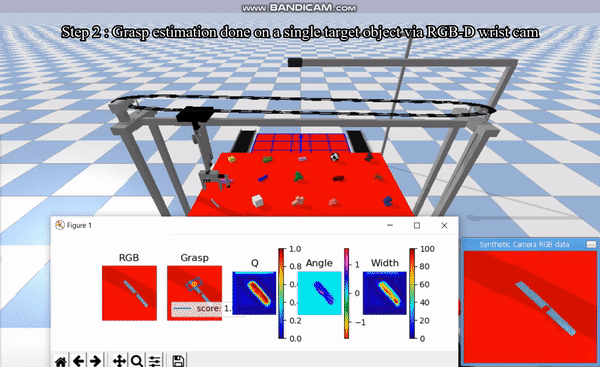 WWW.BANDICAM.COM
Step 2 : Grasp estimation done on a single target object via RGB-D wrist cam
Figure 1
Synthetic Camera RGB data
RGB
Grasp
Q
Angle
Width
score: 1.
1.0
0.8
0.6
0.4
0.2
0.0
1
0
−1
100
80
60
40
20
0